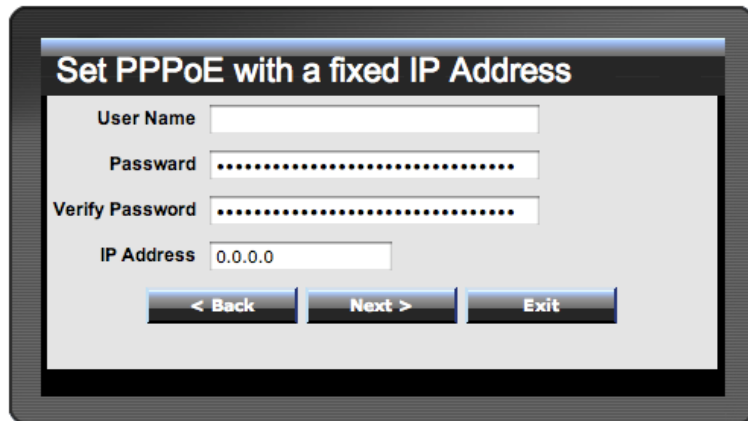 Set PPPoE with a fixed IP Address
User Name
Passward ••••••••••••••••••••••••••••••••
Verify Password ••••••••••••••••••••••••••••••••
IP Address 0.0.0.0
< Back Next > Exit